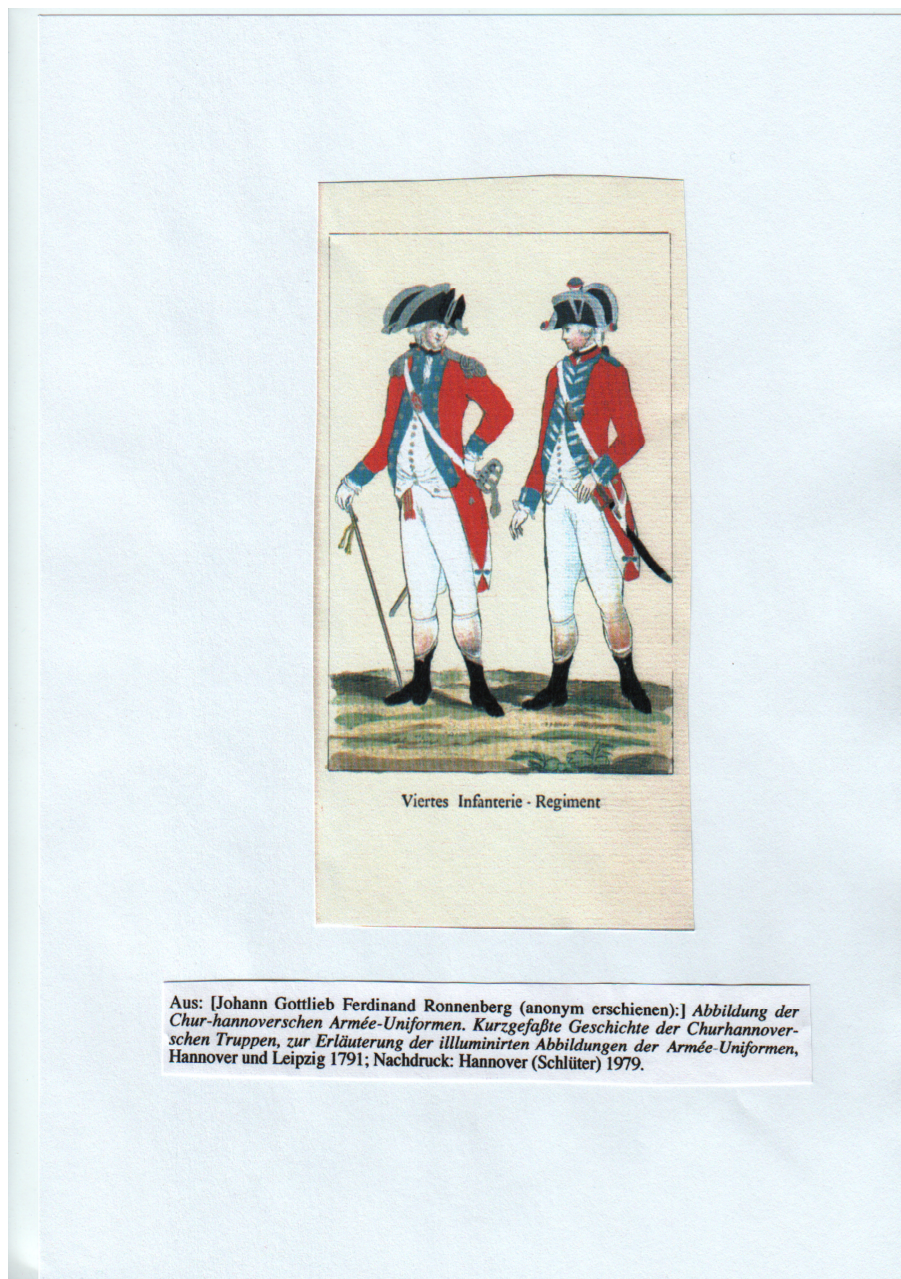 Viertes Infanterie - Regiment
Aus: [Johann Gottlieb Ferdinand Ronnenberg (anonym erschienen):] Abbildung der
Chur-hannoverschen Armée-Uniformen. Kurzgefaßte Geschichte der Churhannover-
schen Truppen, zur Erläuterung der illluminirten Abbildungen der Armée-Uniformen,
Hannover und Leipzig 1791; Nachdruck: Hannover (Schlüter) 1979.